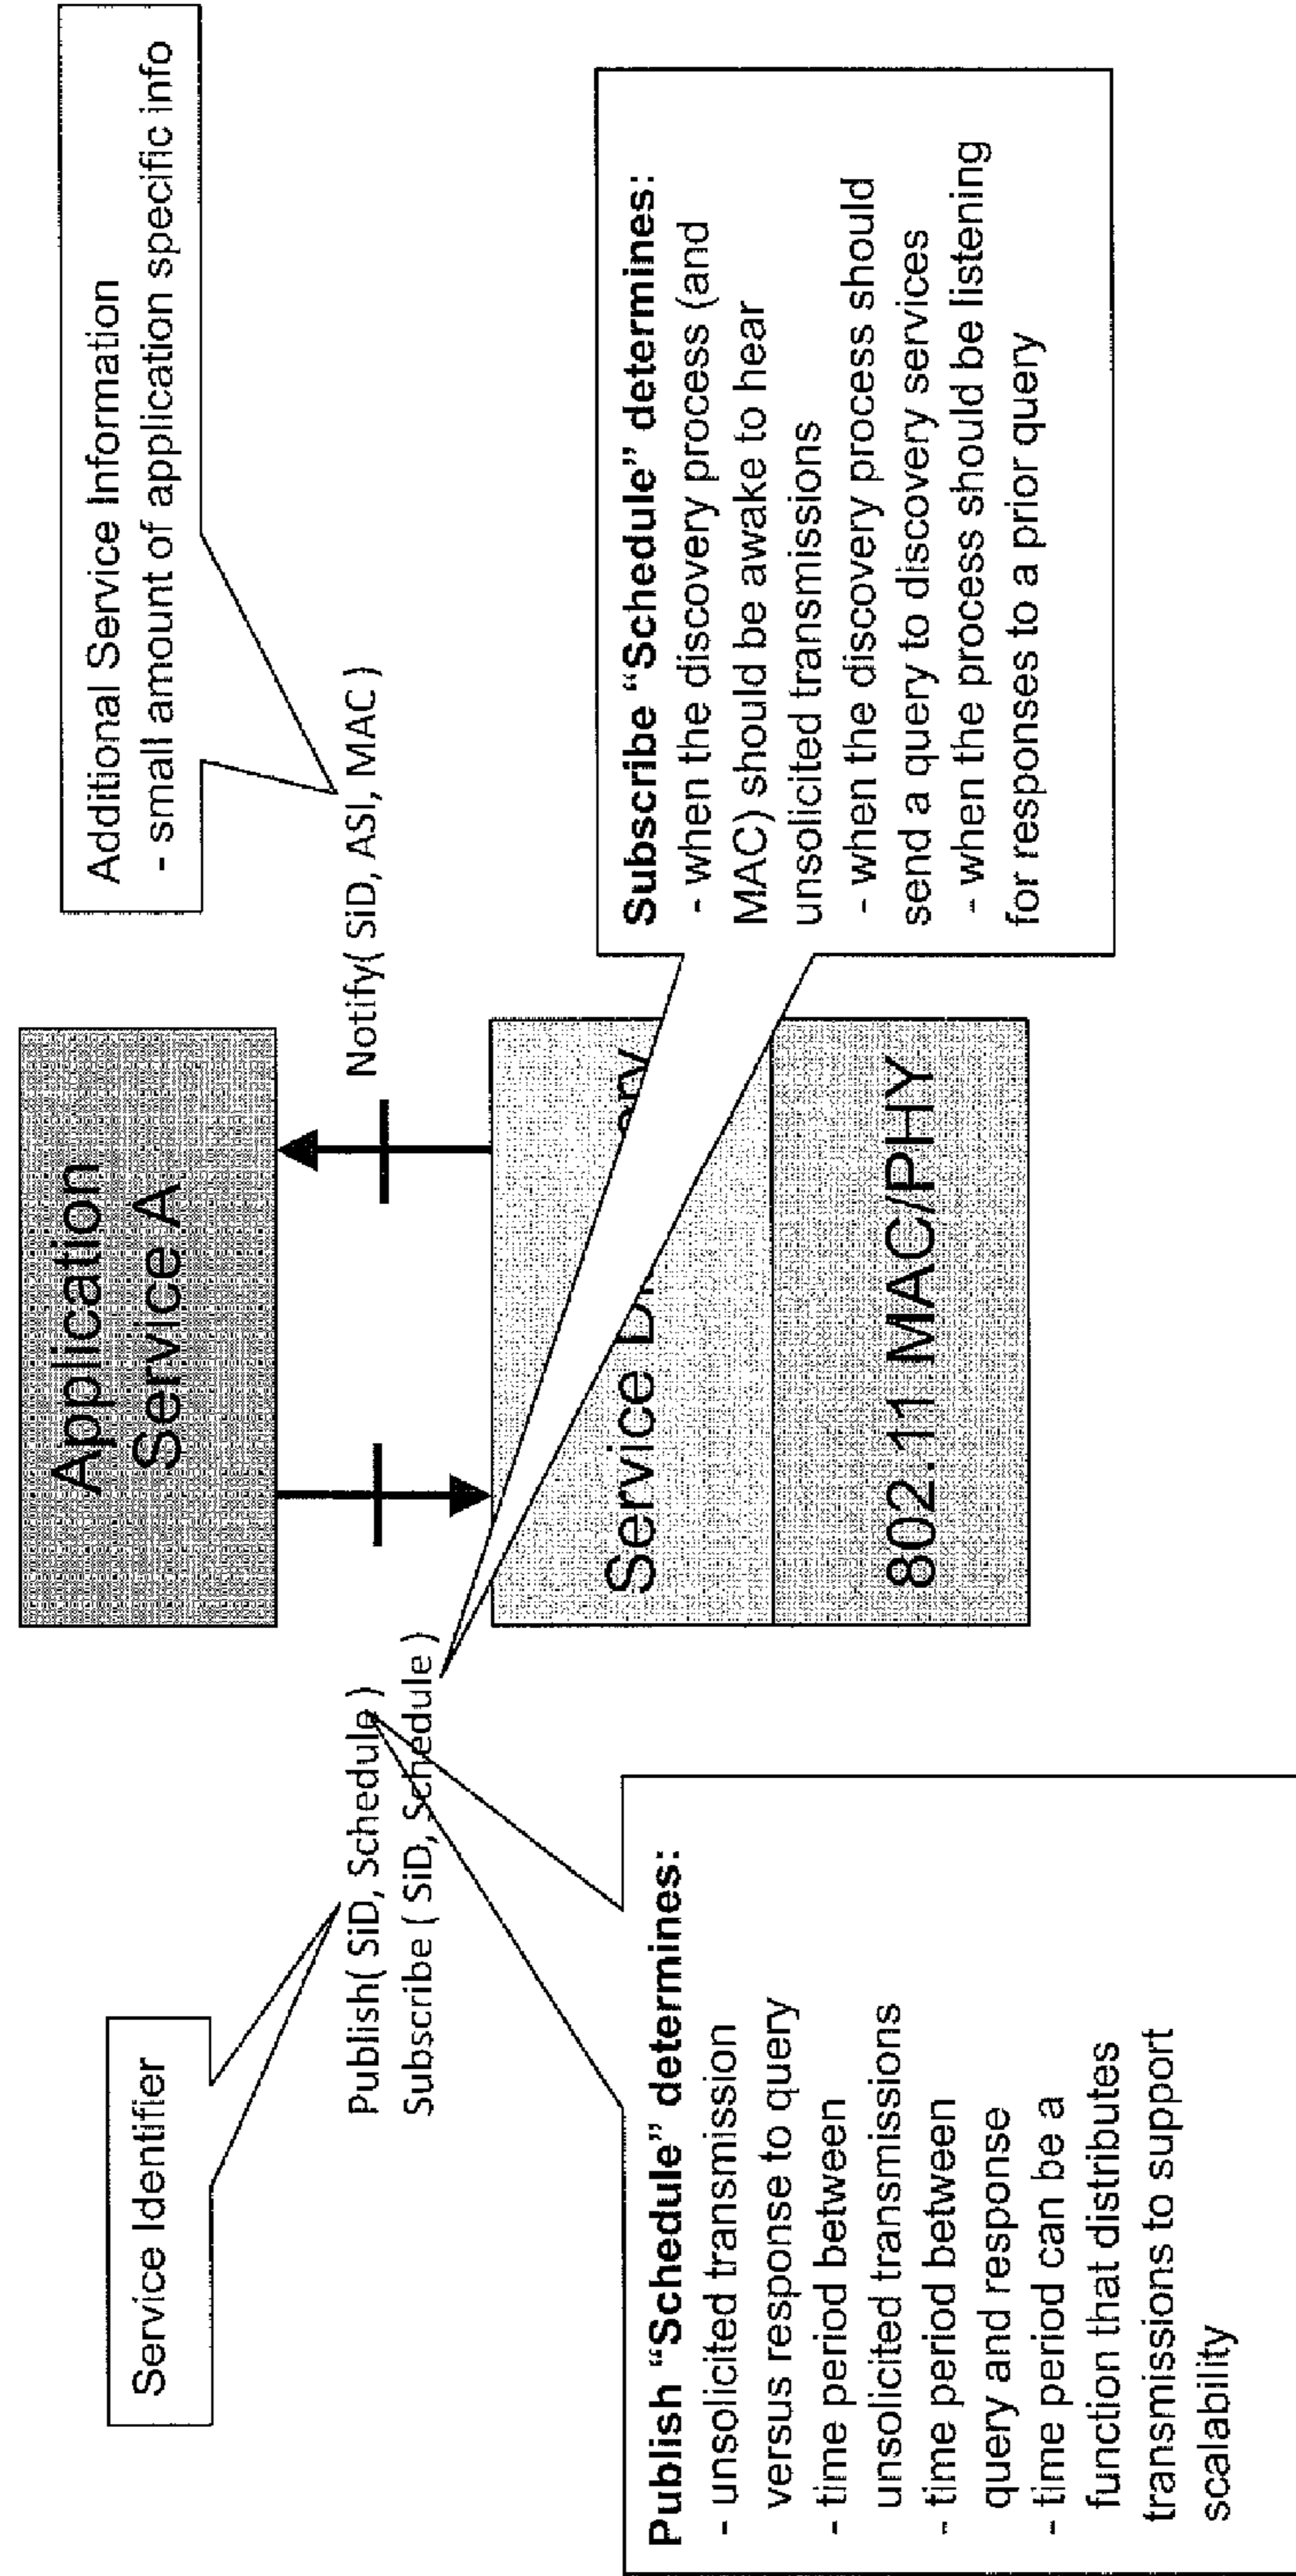 Service Identifier
Publish( SiD, Schedule )
Subscribe ( SiD, Schedule )
Publish “Schedule” determines:
- unsolicited transmission
versus response to query
- time period between
unsolicited transmissions
- time period between
query and response
- time period can be a
function that distributes
transmissions to support
scalability
Application
Service A
Service
802.11 MAC/PHY
Additional Service Information
- small amount of application specific info
Notify( SiD, ASI, MAC )
Subscribe “Schedule” determines:
- when the discovery process (and
MAC) should be awake to hear
unsolicited transmissions
- when the discovery process should
send a query to discovery services
- when the process should be listening
for responses to a prior query